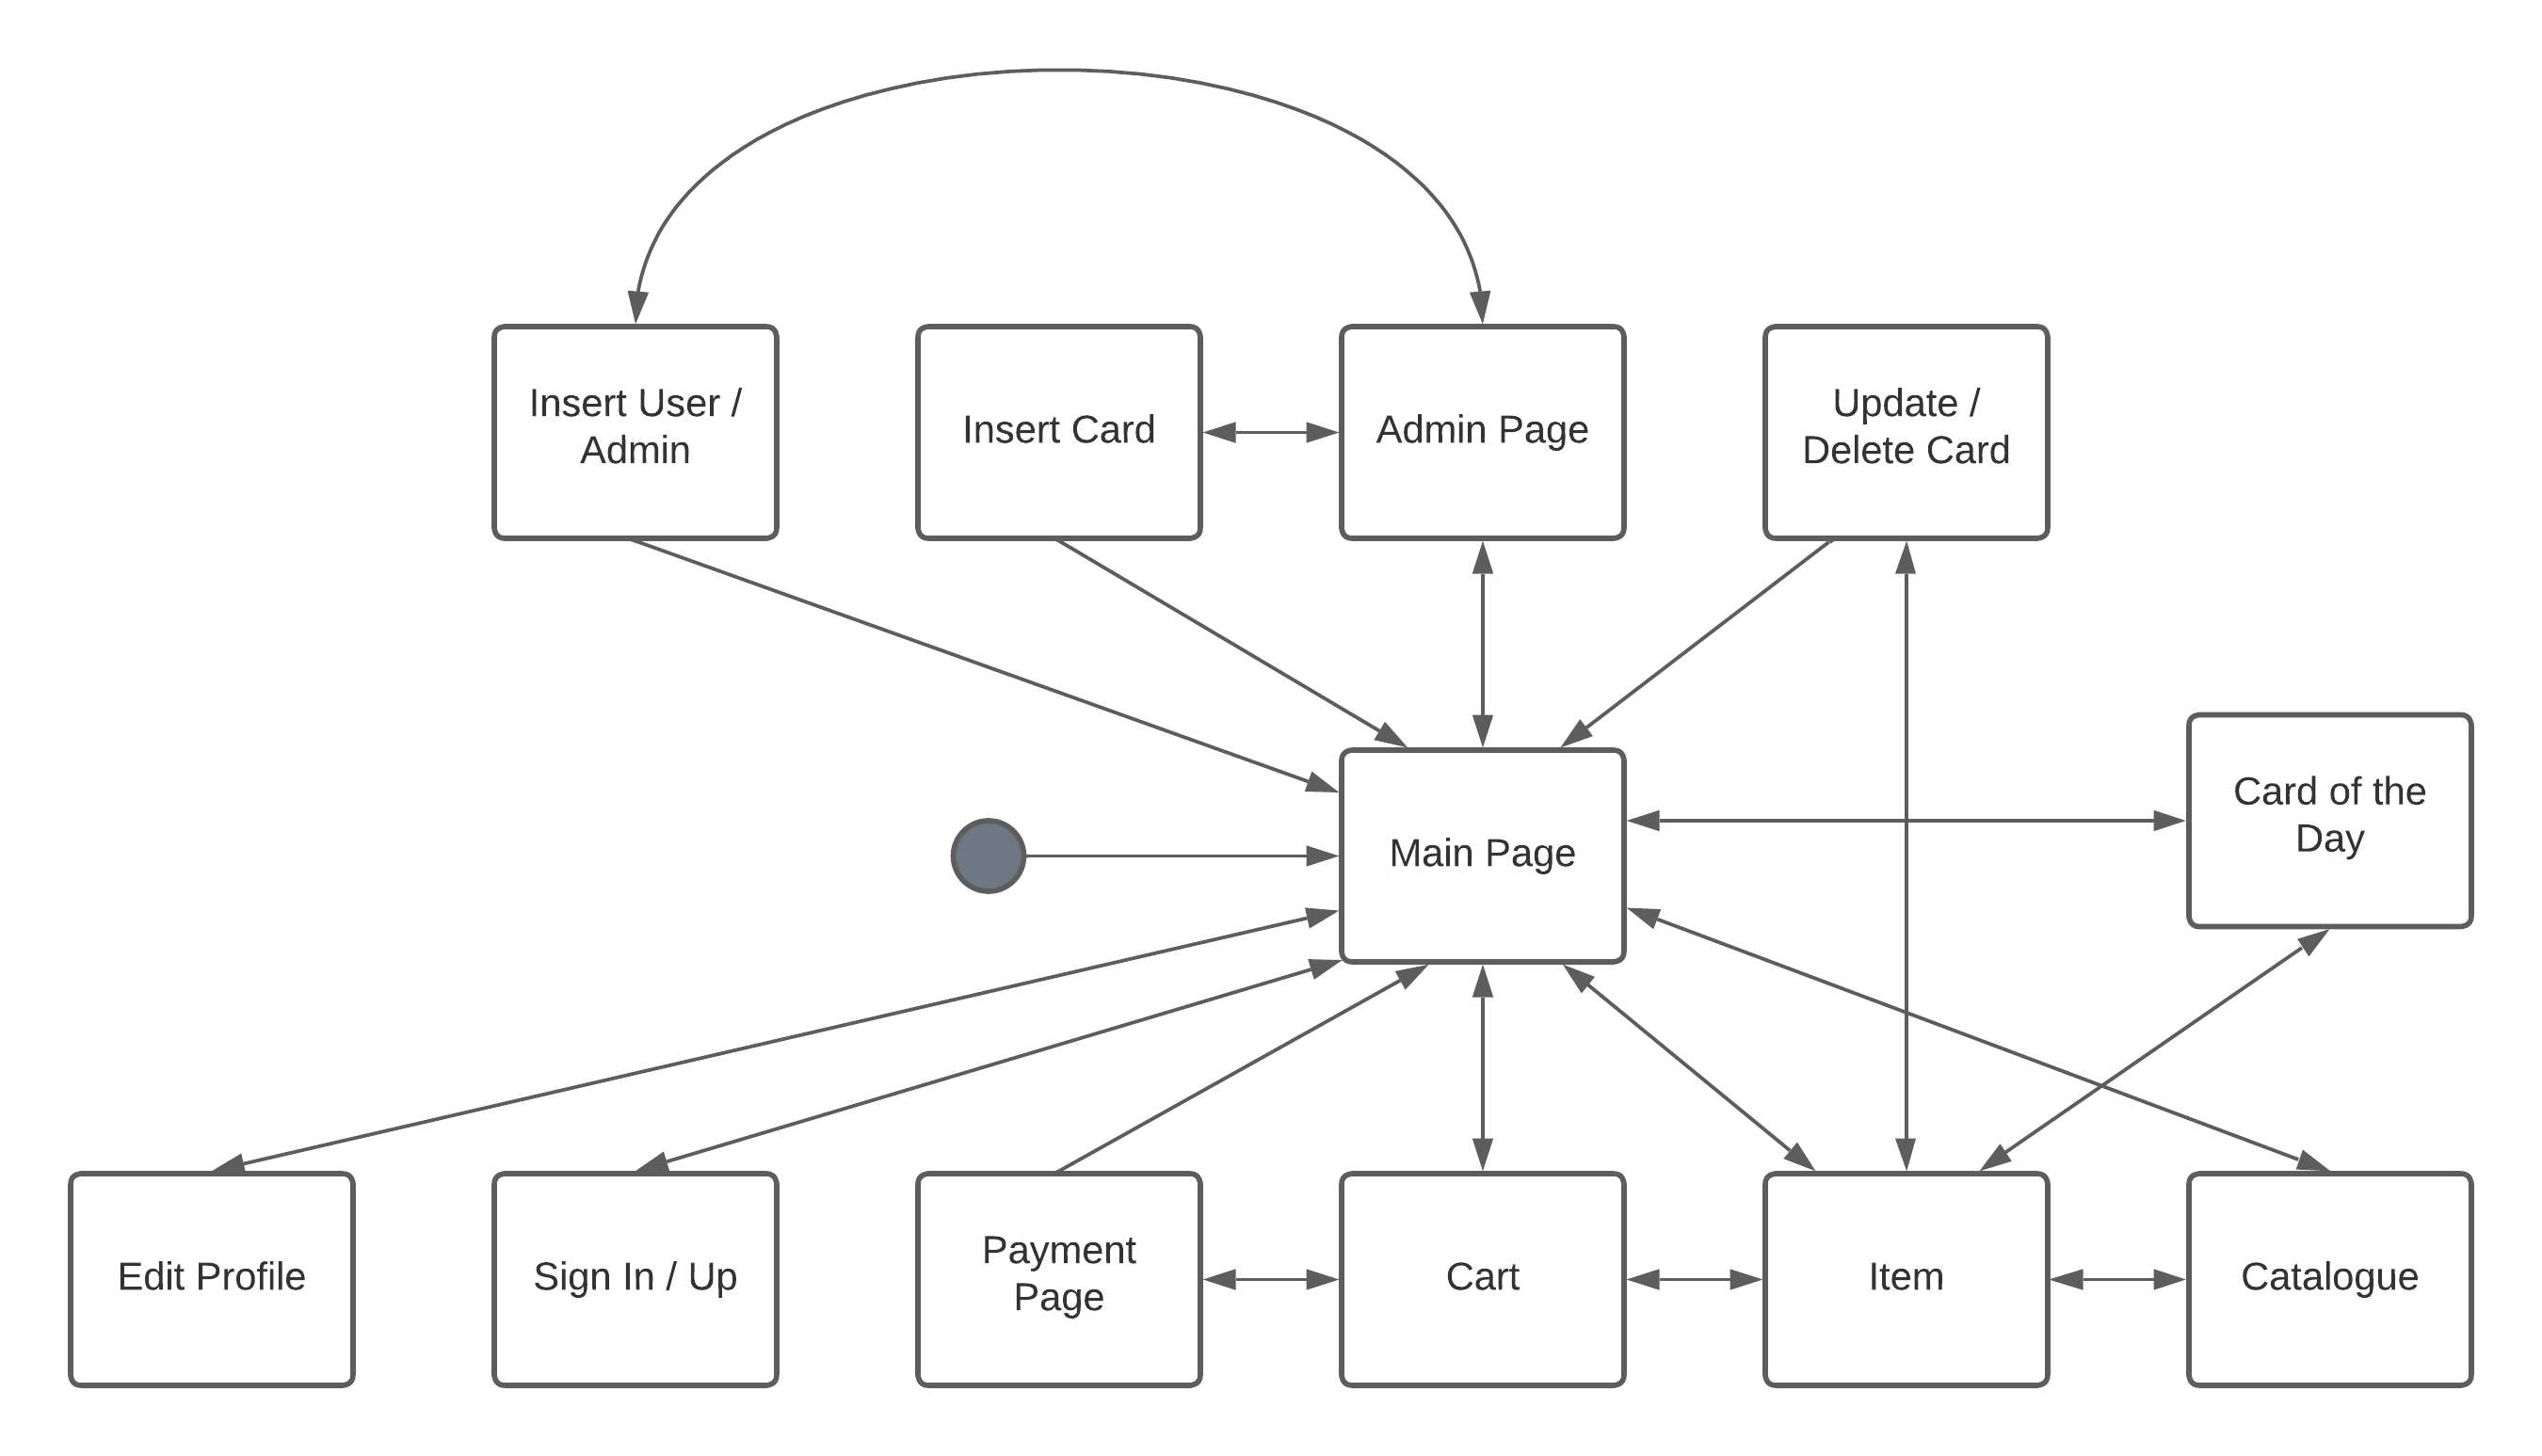 Insert User /
Admin
Insert Card
Admin Page
Update /
Delete Card
Main Page
Card of the
Day
Edit Profile
Sign In / Up
Payment
Page
Cart
Item
Catalogue